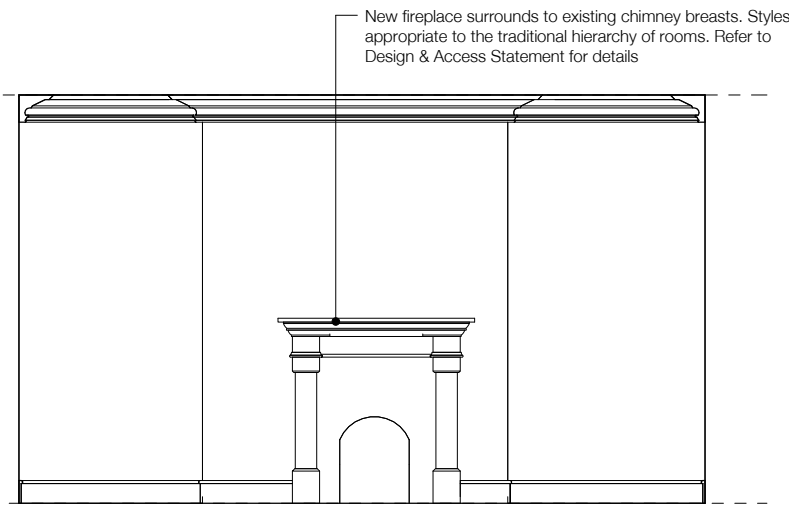 New fireplace surrounds to existing chimney breasts. Styles
appropriate to the traditional hierarchy of rooms. Refer to
Design & Access Statement for details